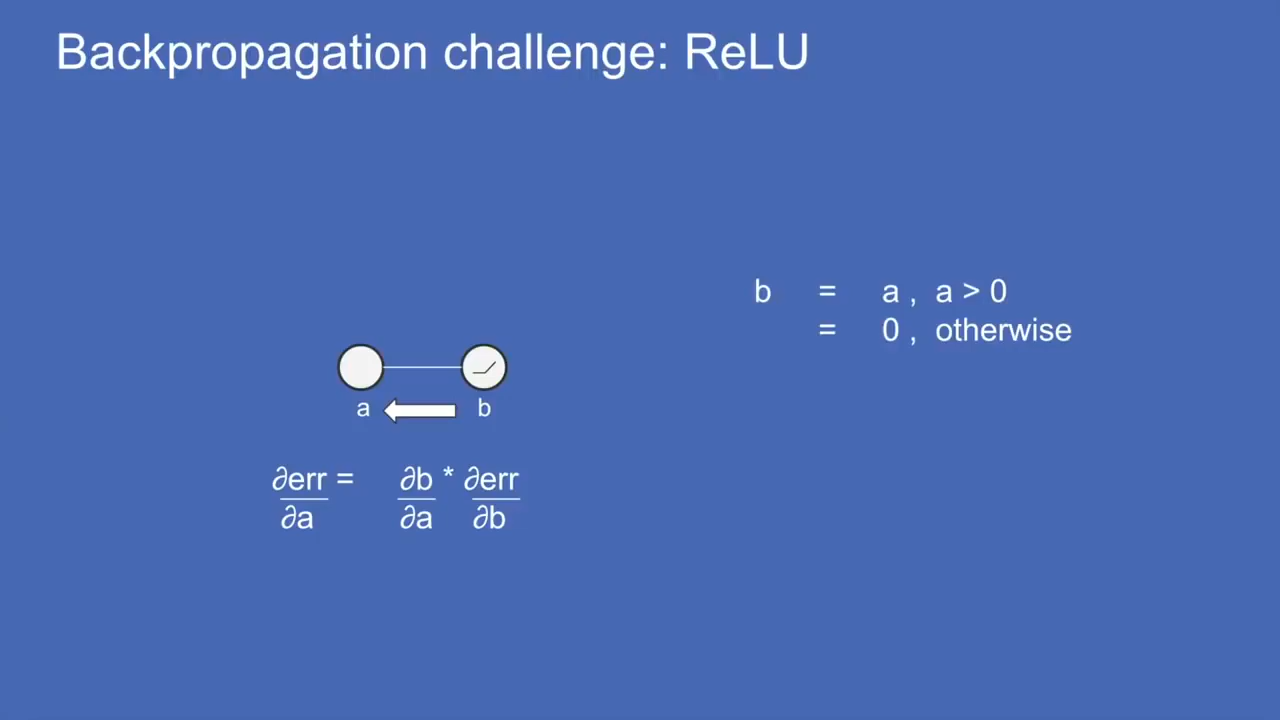 Backpropagation challenge: ReLU
b = a , a > 0
= 0 , otherwise
a b
∂err = ∂b * ∂err
∂a ∂a ∂b